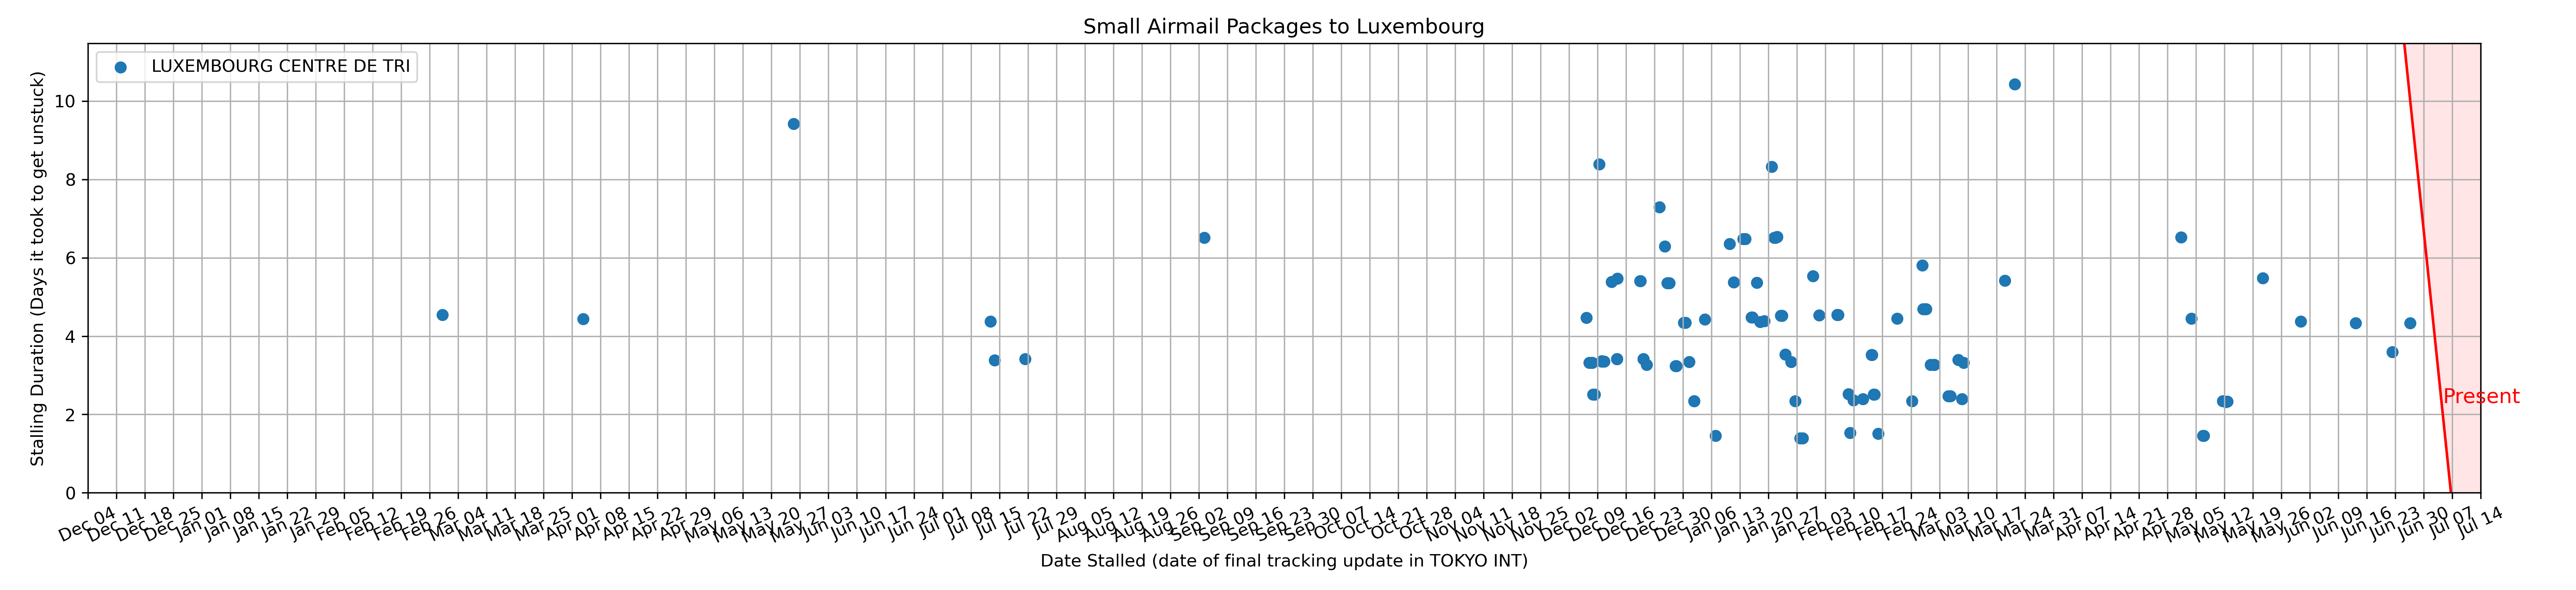 Small Airmail Packages to Luxembourg
LUXEMBOURG CENTRE DE TRI
Stalling Duration (Days it took to get unstuck)
10
8
6
4
2
0
Present
Dec 04 Dec 11 Dec 18 Dec 25 Jan 01 Jan 08 Jan 15 Jan 22 Jan 29 Feb 05 Feb 12 Feb 19 Feb 26 Mar 04 Mar 11 Mar 18 Mar 25 Apr 01 Apr 08 Apr 15 Apr 22 Apr 29 May 06 May 13 May 20 May 27 Jun 03 Jun 10 Jun 17 Jun 24 Jul 01 Jul 08 Jul 15 Jul 22 Jul 29 Aug 05 Aug 12 Aug 19 Aug 26 Sep 02 Sep 09 Sep 16 Sep 23 Sep 30 Oct 07 Oct 14 Oct 21 Oct 28 Nov 04 Nov 11 Nov 18 Nov 25 Dec 02 Dec 09 Dec 16 Dec 23 Dec 30 Jan 06 Jan 13 Jan 20 Jan 27 Feb 03 Feb 10 Feb 17 Feb 24 Mar 03 Mar 10 Mar 17 Mar 24 Mar 31 Apr 07 Apr 14 Apr 21 Apr 28 May 05 May 12 May 19 May 26 Jun 02 Jun 09 Jun 16 Jun 23 Jun 30 Jul 07 Jul 14
Date Stalled (date of final tracking update in TOKYO INT)